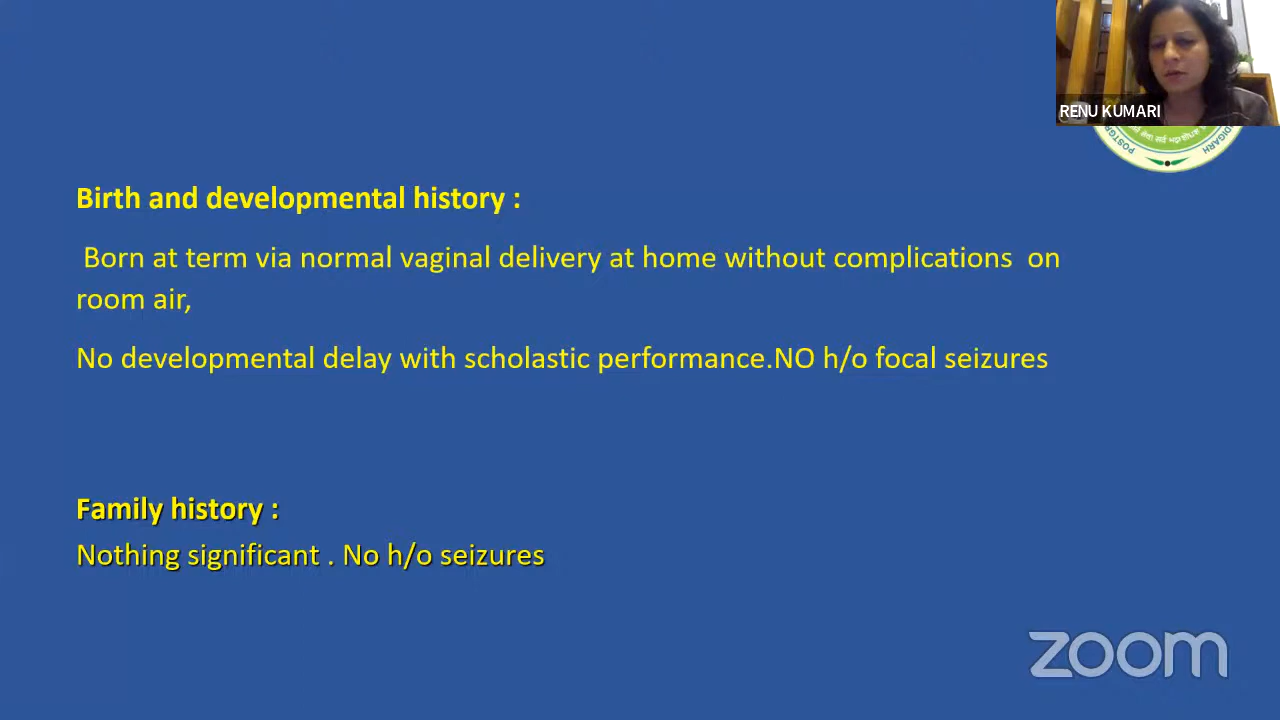 RENU KUMARI
Birth and developmental history :
Born at term via normal vaginal delivery at home without complications on
room air,
No developmental delay with scholastic performance.NO h/o focal seizures
Family history :
Nothing significant . No h/o seizures
zoom